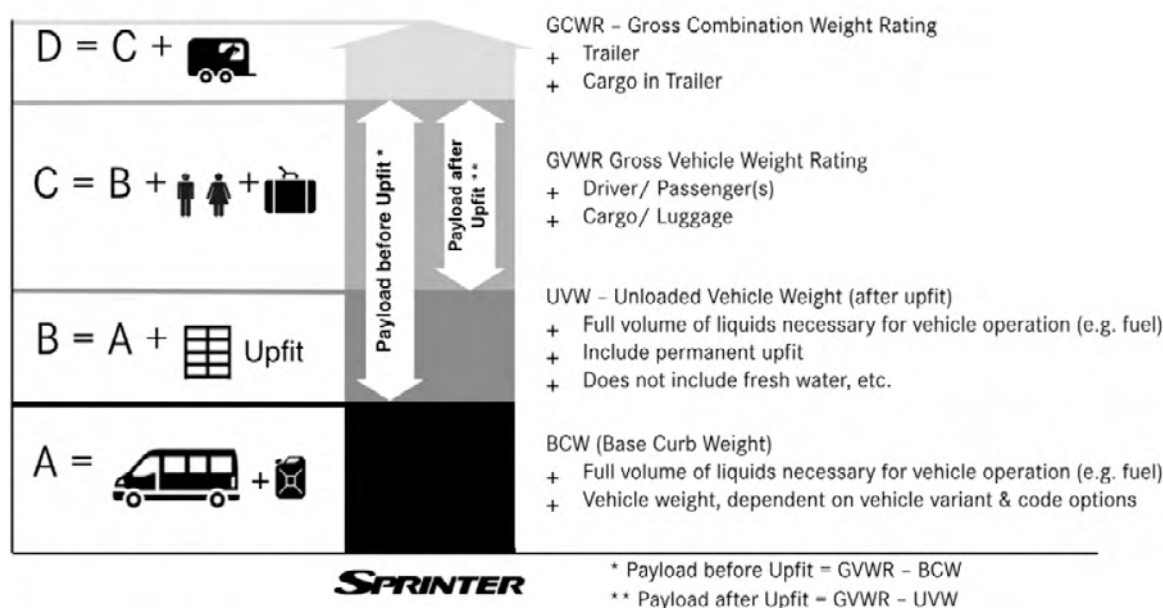 D = C +
GCWR – Gross Combination Weight Rating
+ Trailer
+ Cargo in Trailer
C = B + +
Payload before Upfit *
Payload after
Upfit **
GVWR Gross Vehicle Weight Rating
+ Driver/ Passenger(s)
+ Cargo/ Luggage
B = A + Upfit
UVW – Unloaded Vehicle Weight (after upfit)
+ Full volume of liquids necessary for vehicle operation (e.g. fuel)
+ Include permanent upfit
+ Does not include fresh water, etc.
A = +
BCW (Base Curb Weight)
+ Full volume of liquids necessary for vehicle operation (e.g. fuel)
+ Vehicle weight, dependent on vehicle variant & code options
SPRINTER
* Payload before Upfit = GVWR – BCW
** Payload after Upfit = GVWR – UVW